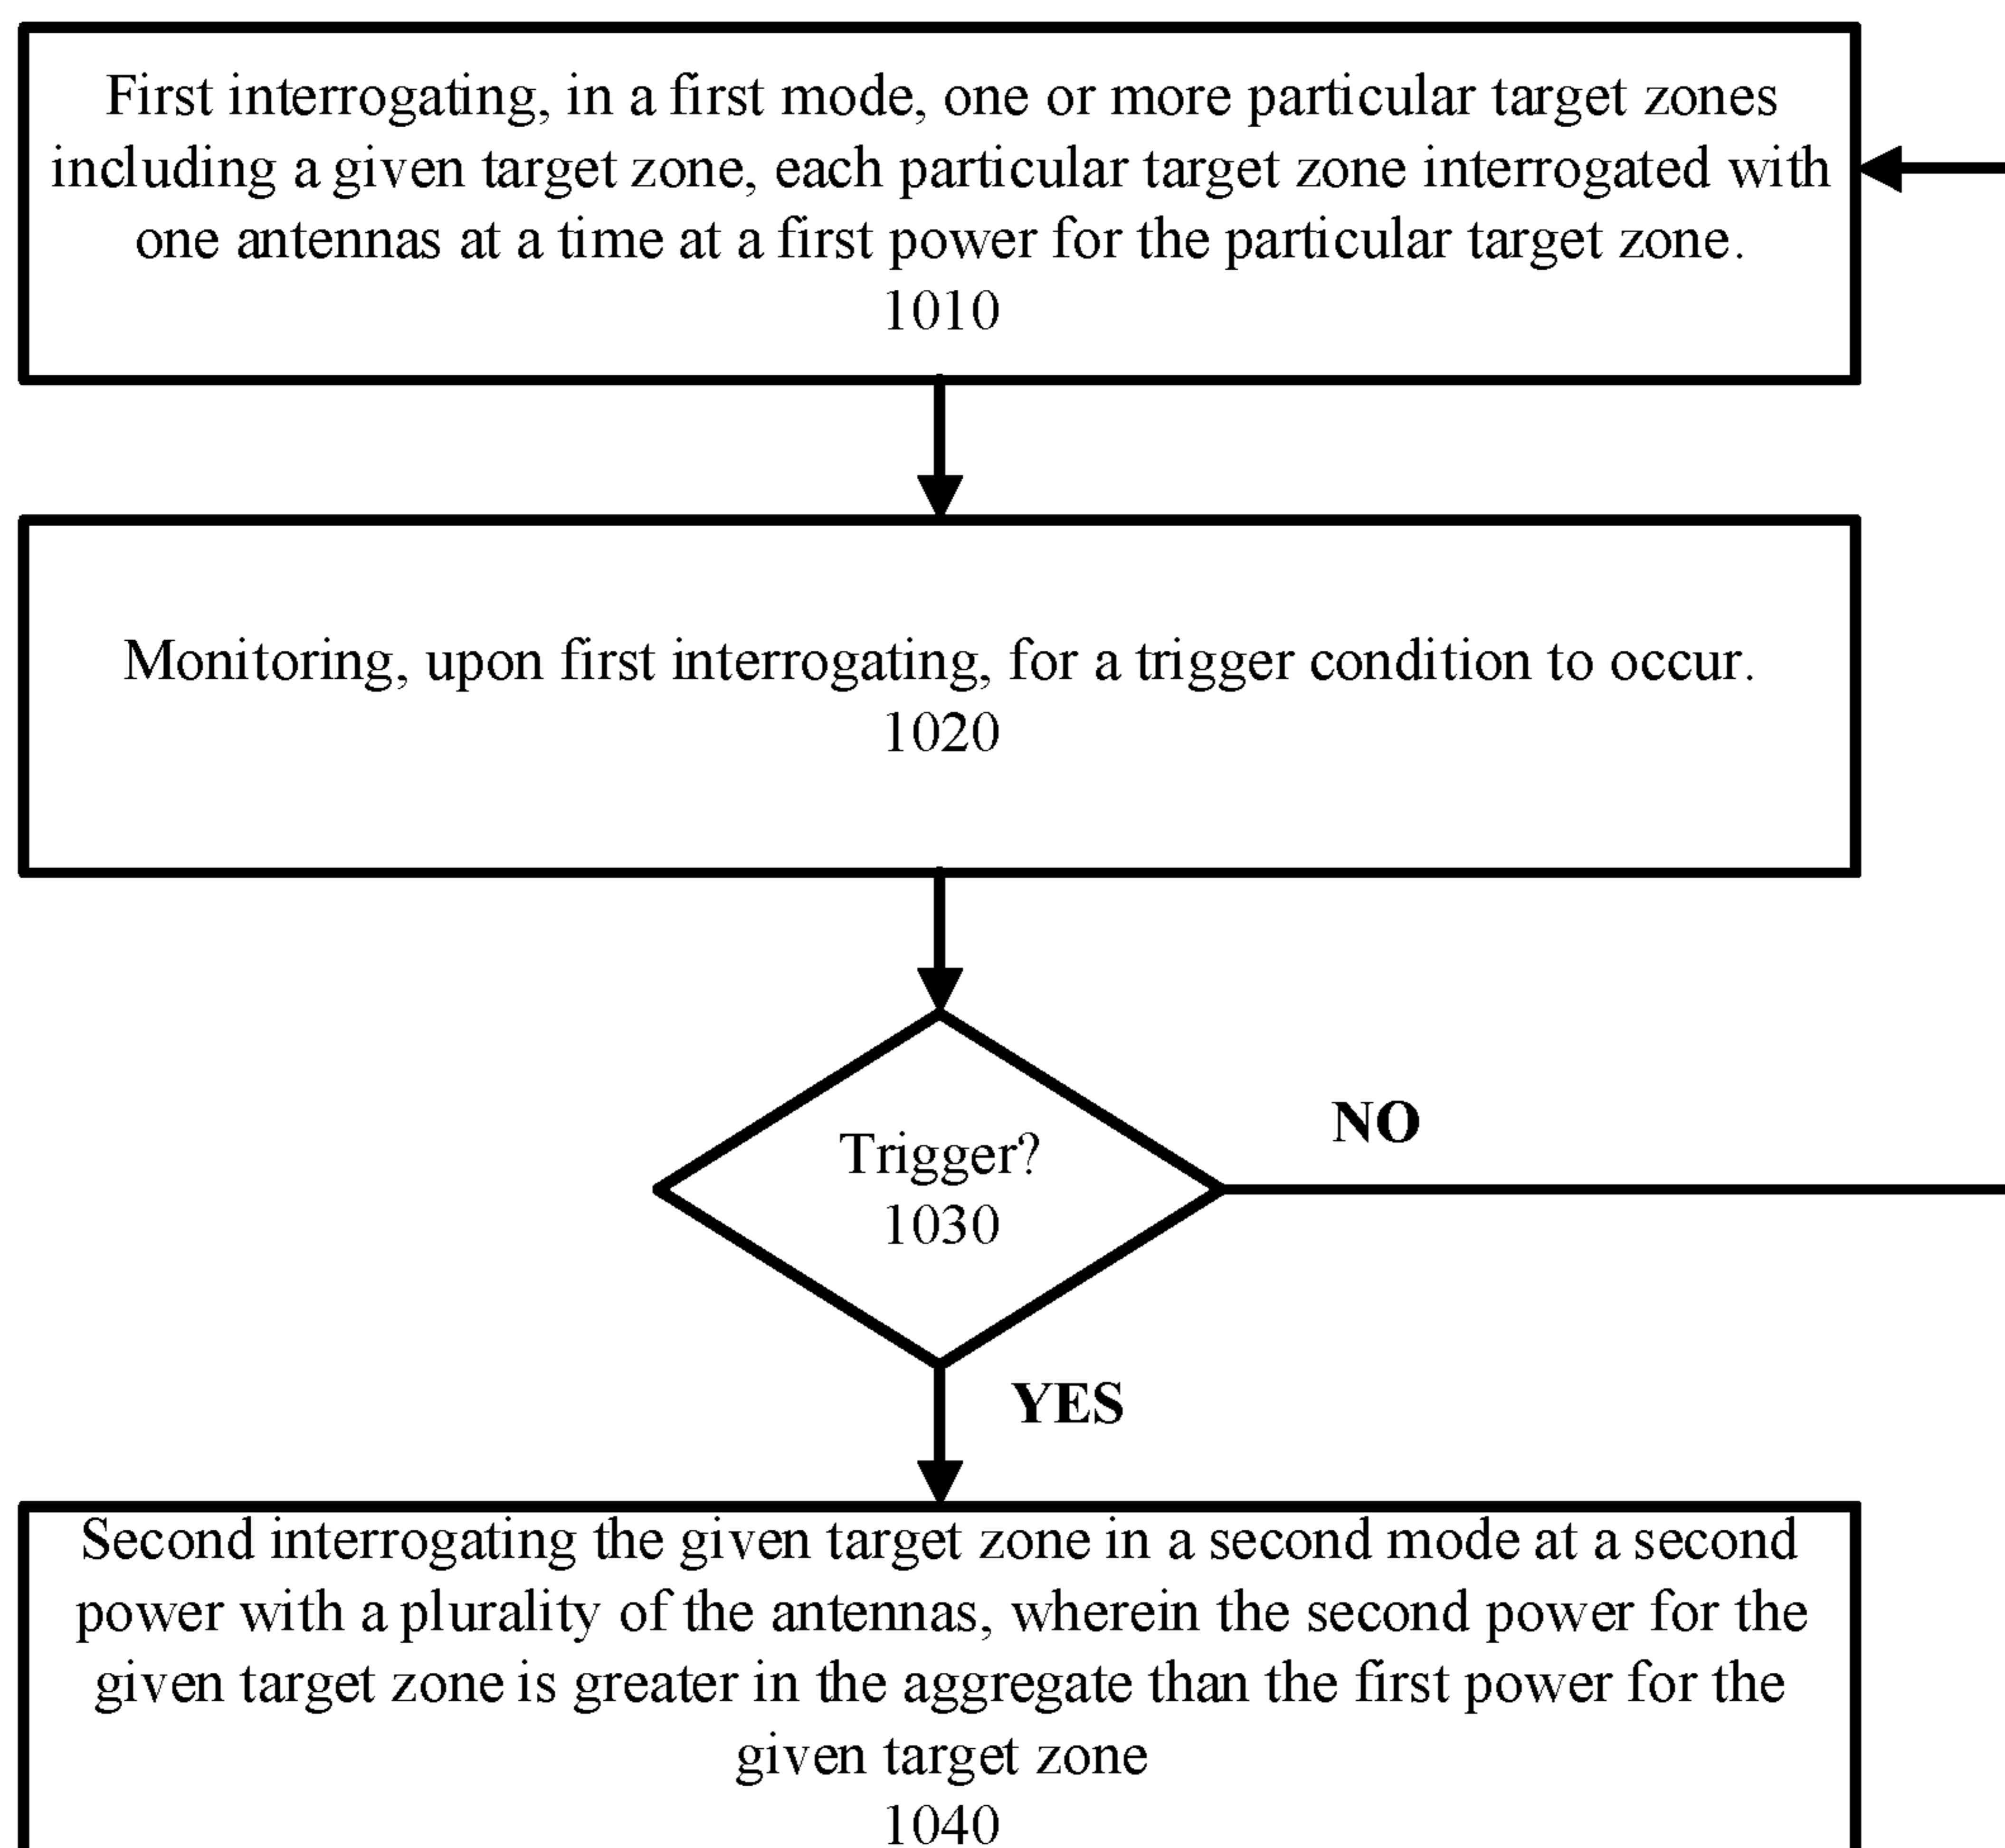 First interrogating, in a first mode, one or more particular target zones
including a given target zone, each particular target zone interrogated with
one antennas at a time at a first power for the particular target zone.
1010
Monitoring, upon first interrogating, for a trigger condition to occur.
1020
Trigger?
1030
NO
YES
Second interrogating the given target zone in a second mode at a second
power with a plurality of the antennas, wherein the second power for the
given target zone is greater in the aggregate than the first power for the
given target zone
1040